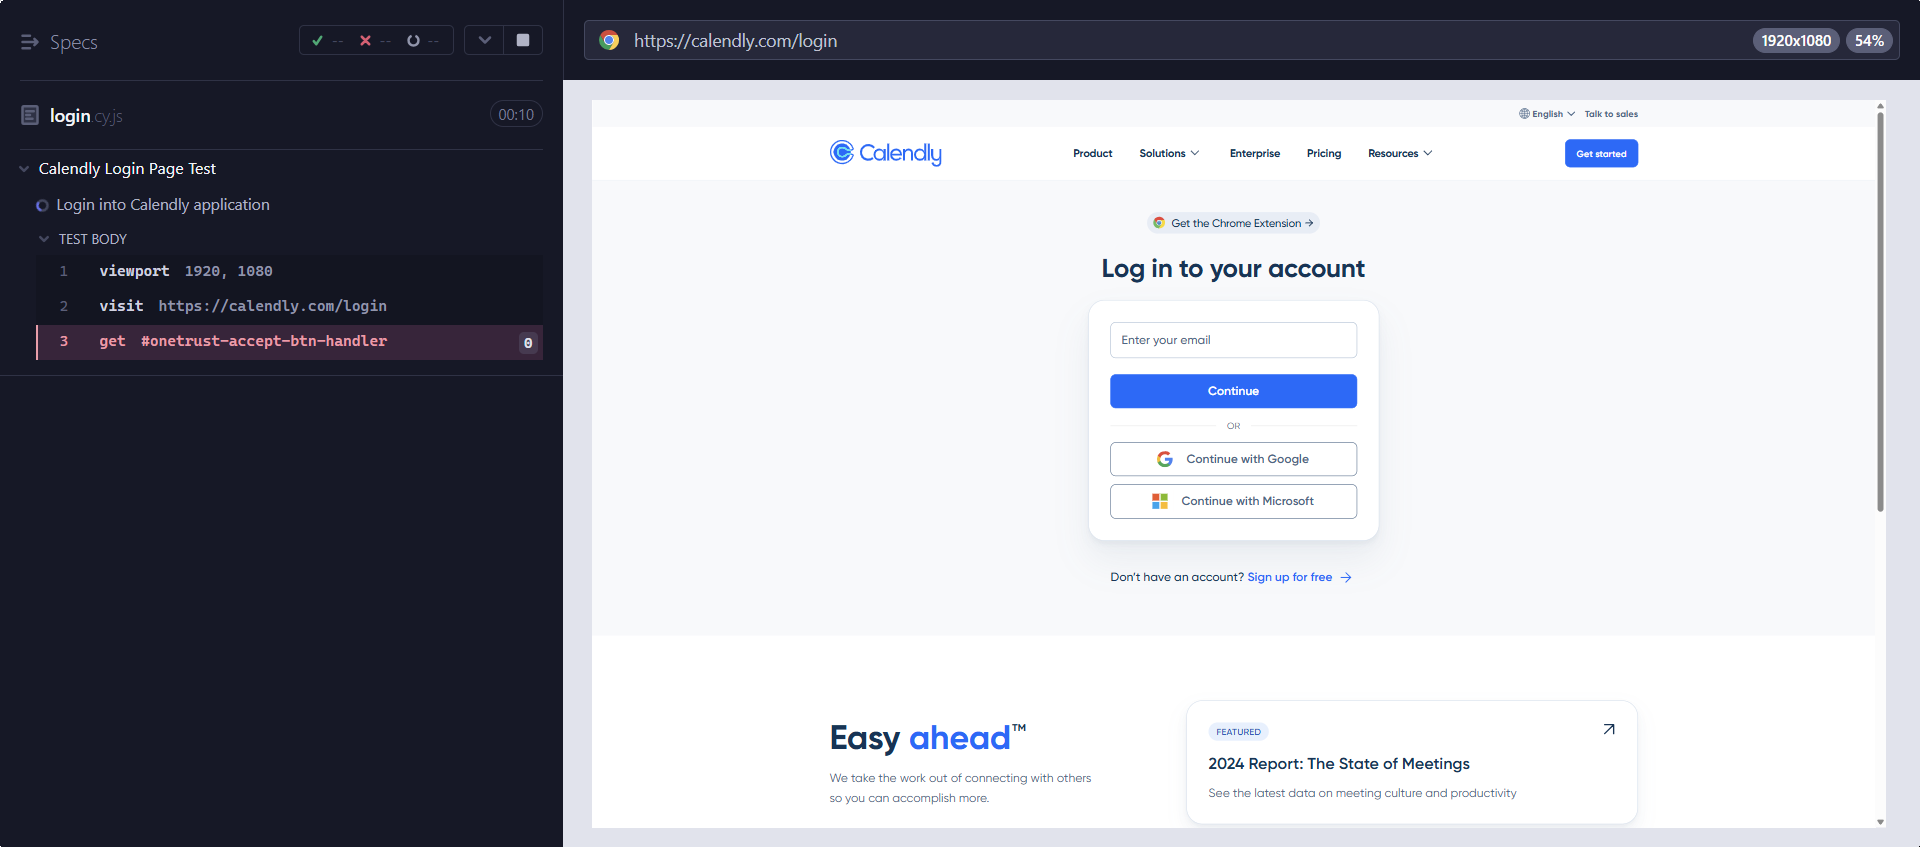 Specs
-- -- --
login.cy.js
00:10
Calendly Login Page Test
Login into Calendly application
TEST BODY
1 viewport 1920, 1080
2 visit https://calendly.com/login
3 get #onetrust-accept-btn-handler 0
https://calendly.com/login
1920x1080 54%
English Talk to sales
Calendly Product Solutions Enterprise Pricing Resources Get started
Get the Chrome Extension →
Log in to your account
Enter your email
Continue
OR
Continue with Google
Continue with Microsoft
Don't have an account? Sign up for free →
Easy ahead™
We take the work out of connecting with others
so you can accomplish more.
FEATURED
2024 Report: The State of Meetings
See the latest data on meeting culture and productivity